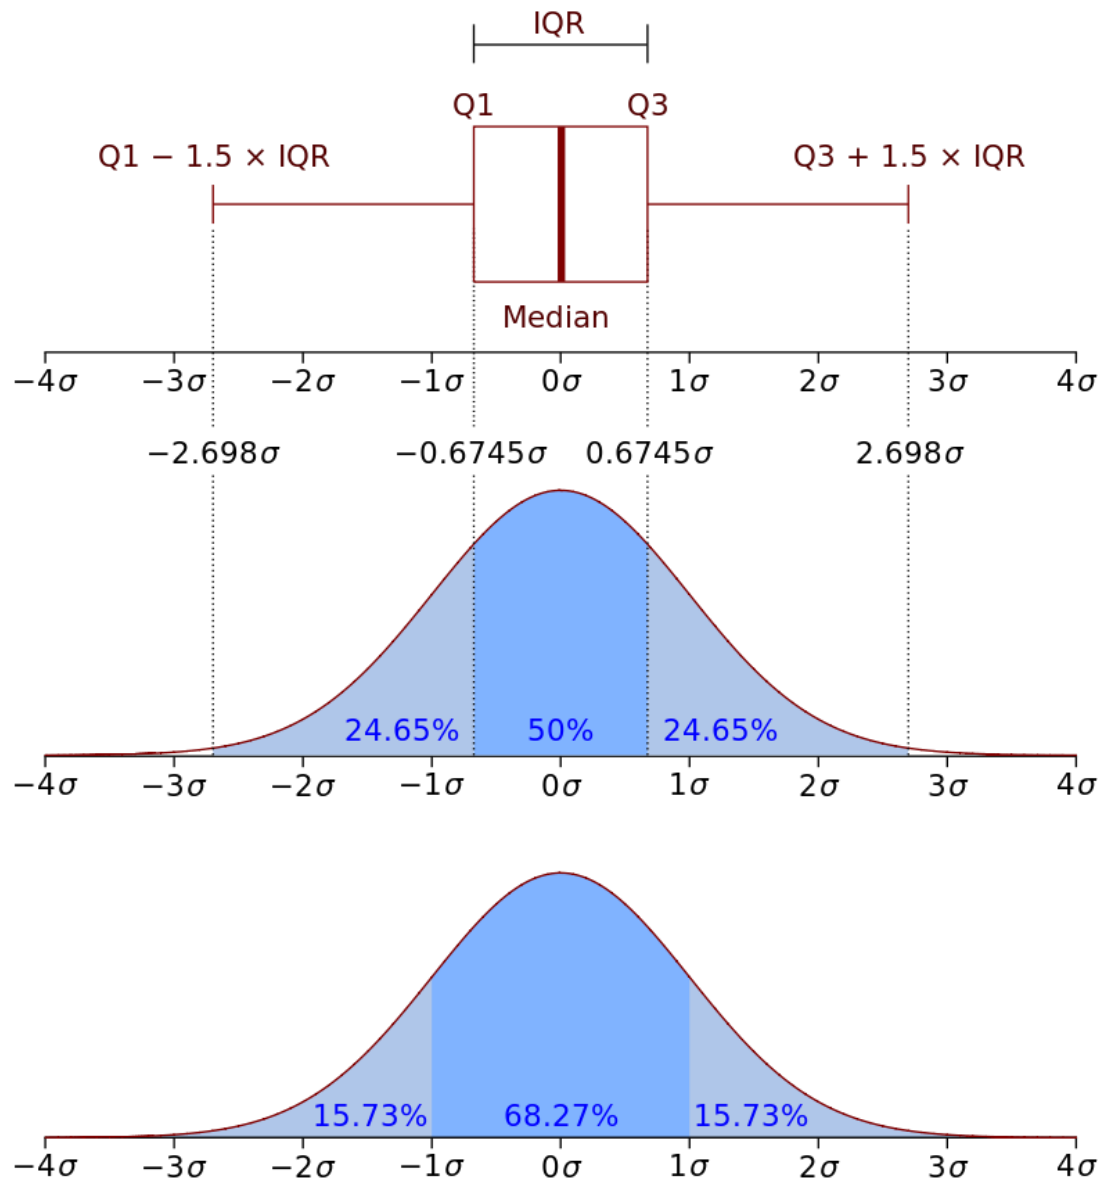 IQR
Q1 Q3
Q1 − 1.5 × IQR Q3 + 1.5 × IQR
Median
−4σ −3σ −2σ −1σ 0σ 1σ 2σ 3σ 4σ
−2.698σ −0.6745σ 0.6745σ 2.698σ
24.65% 50% 24.65%
−4σ −3σ −2σ −1σ 0σ 1σ 2σ 3σ 4σ
15.73% 68.27% 15.73%
−4σ −3σ −2σ −1σ 0σ 1σ 2σ 3σ 4σ